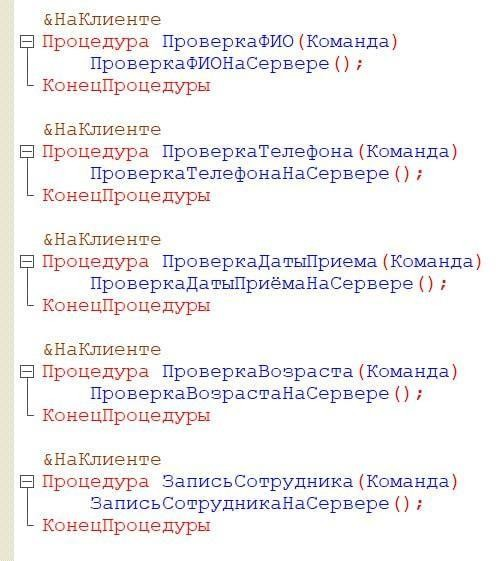 &НаКлиенте
Процедура ПроверкаФИО(Команда)
ПроверкаФИОНаСервере();
КонецПроцедуры
&НаКлиенте
Процедура ПроверкаТелефона(Команда)
ПроверкаТелефонаНаСервере();
КонецПроцедуры
&НаКлиенте
Процедура ПроверкаДатыПриема(Команда)
ПроверкаДатыПриёмаНаСервере();
КонецПроцедуры
&НаКлиенте
Процедура ПроверкаВозраста(Команда)
ПроверкаВозрастаНаСервере();
КонецПроцедуры
&НаКлиенте
Процедура ЗаписьСотрудника(Команда)
ЗаписьСотрудникаНаСервере();
КонецПроцедуры